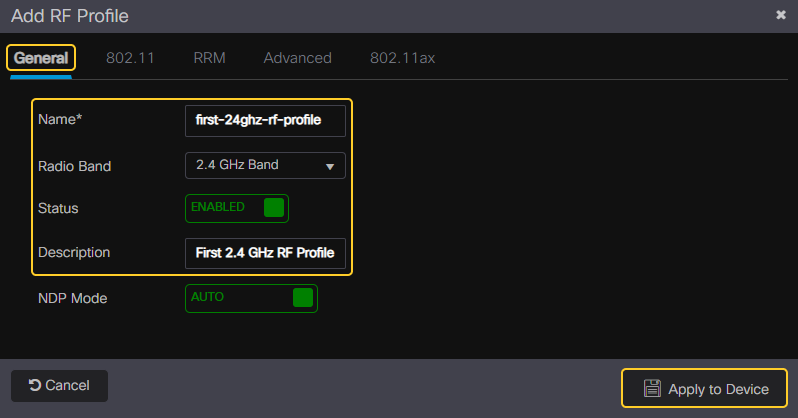 Add RF Profile
General 802.11 RRM Advanced 802.11ax
Name* first-24ghz-rf-profile
Radio Band 2.4 GHz Band
Status ENABLED
Description First 2.4 GHz RF Profile
NDP Mode AUTO
Cancel Apply to Device